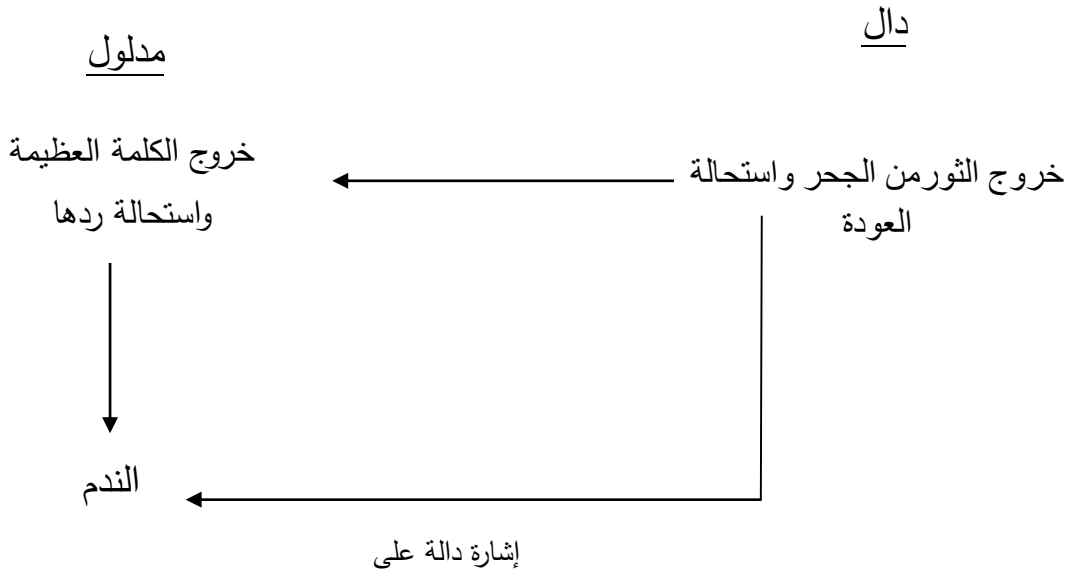 دال
مدلول
خروج الثورمن الجحر واستحالة
العودة
خروج الكلمة العظيمة
واستحالة ردها
الندم
إشارة دالة على